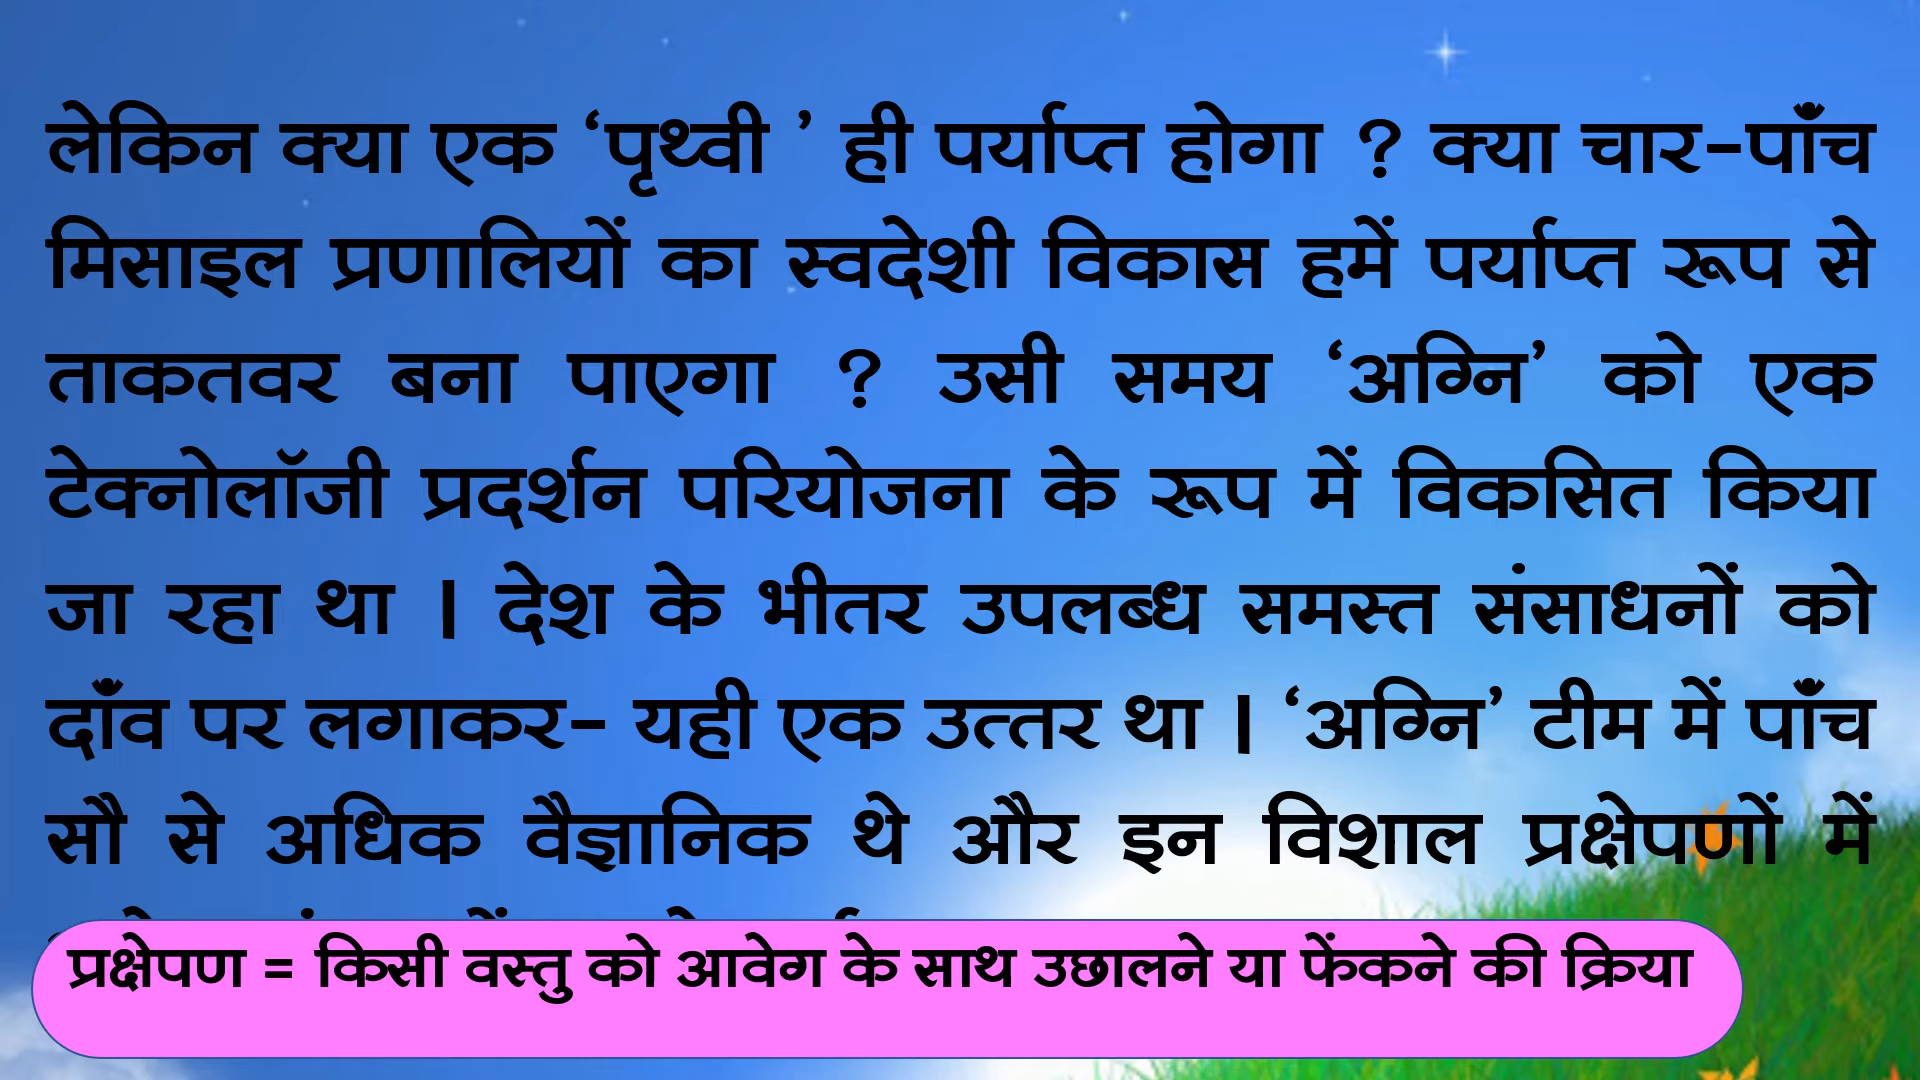 लेकिन क्या एक ‘पृथ्वी ’ ही पर्याप्त होगा ? क्या चार-पाँच
मिसाइल प्रणालियों का स्वदेशी विकास हमें पर्याप्त रूप से
ताकतवर बना पाएगा ? उसी समय ‘अग्नि’ को एक
टेक्नोलॉजी प्रदर्शन परियोजना के रूप में विकसित किया
जा रहा था । देश के भीतर उपलब्ध समस्त संसाधनों को
दाँव पर लगाकर- यही एक उत्तर था । ‘अग्नि’ टीम में पाँच
सौ से अधिक वैज्ञानिक थे और इन विशाल प्रक्षेपणों में
प्रक्षेपण = किसी वस्तु को आवेग के साथ उछालने या फेंकने की क्रिया